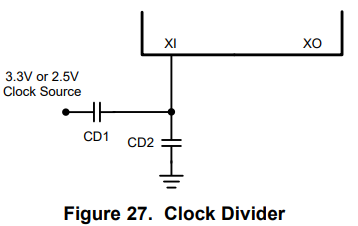 XI
XO
3.3V or 2.5V
Clock Source
CD1
CD2
Figure 27. Clock Divider